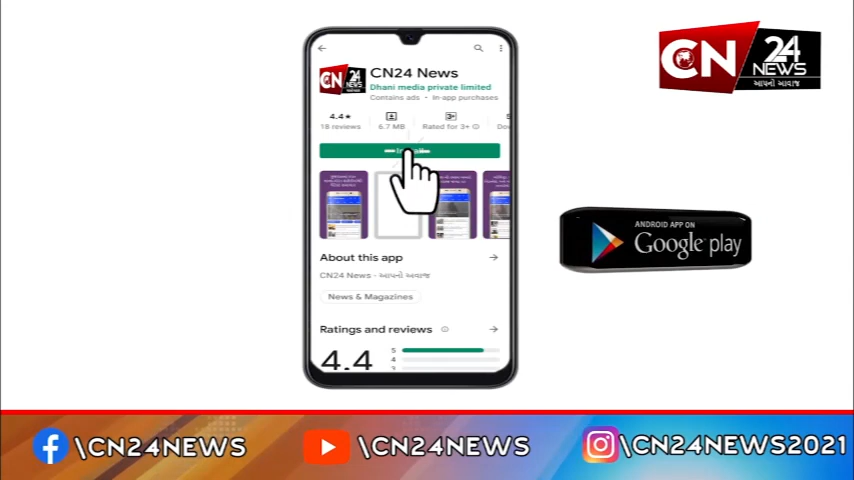 CN24 News
Dhani media private limited
Contains ads • In-app purchases
4.4★
18 reviews
6.7 MB
3+
Rated for 3+
About this app
CN24 News - આપનો અવાજ
News & Magazines
Ratings and reviews
4.4
5
4
3
CN
24
NEWS
આપનો અવાજ
ANDROID APP ON
Google play
\CN24NEWS
\CN24NEWS
\CN24NEWS2021